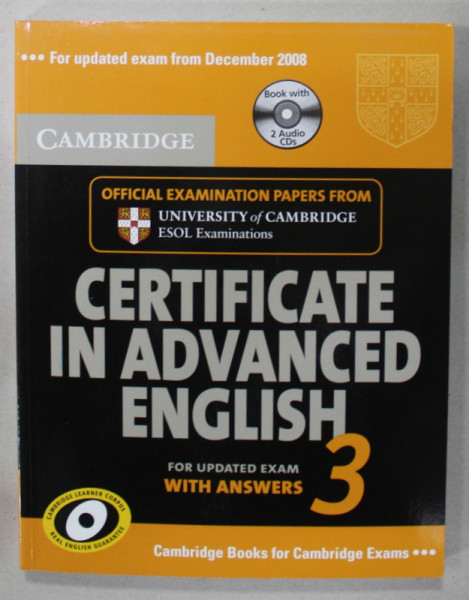 ••• For updated exam from December 2008
Book with
2 Audio
CDs
CAMBRIDGE
OFFICIAL EXAMINATION PAPERS FROM
UNIVERSITY of CAMBRIDGE
ESOL Examinations
CERTIFICATE
IN ADVANCED
ENGLISH
3
FOR UPDATED EXAM
WITH ANSWERS
CAMBRIDGE LEARNER CORPUS
REAL ENGLISH GUARANTEE
Cambridge Books for Cambridge Exams •••